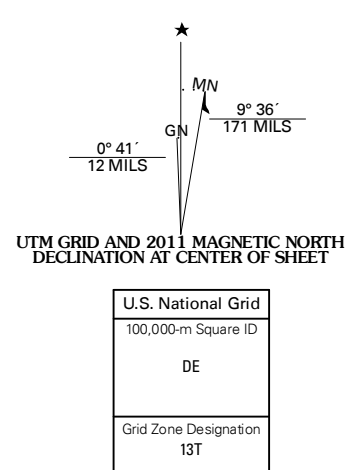 ★
MN
9° 36´
171 MILS
GN
0° 41´
12 MILS
UTM GRID AND 2011 MAGNETIC NORTH
DECLINATION AT CENTER OF SHEET
U.S. National Grid
100,000-m Square ID
DE
Grid Zone Designation
13T